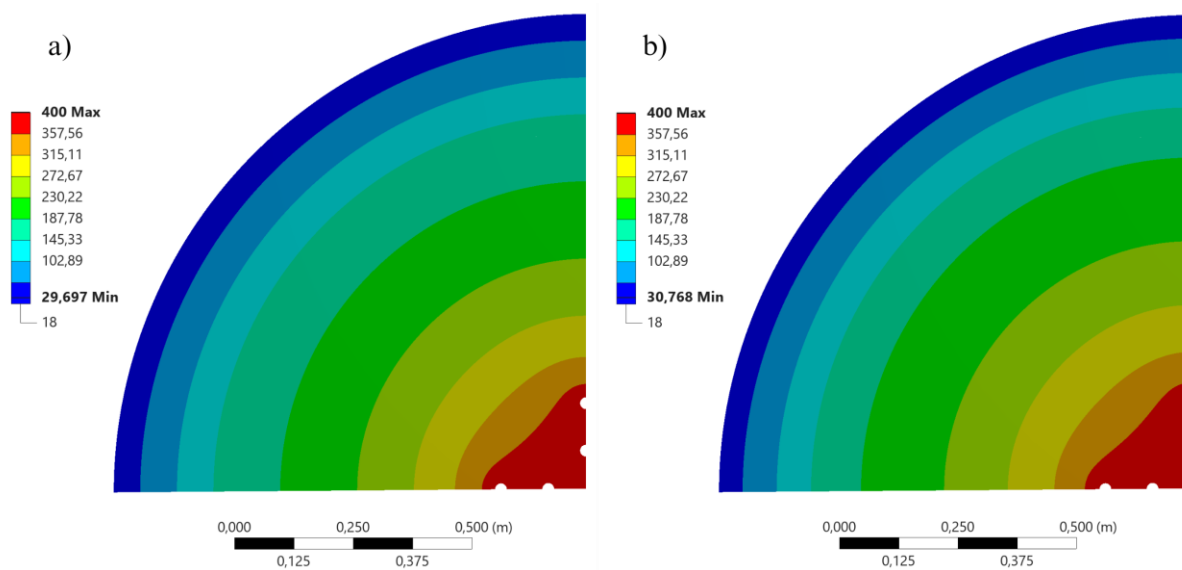 a)
400 Max
357,56
315,11
272,67
230,22
187,78
145,33
102,89
29,697 Min
18
0,000 0,250 0,500 (m)
0,125 0,375
b)
400 Max
357,56
315,11
272,67
230,22
187,78
145,33
102,89
30,768 Min
18
0,000 0,250 0,500 (m)
0,125 0,375